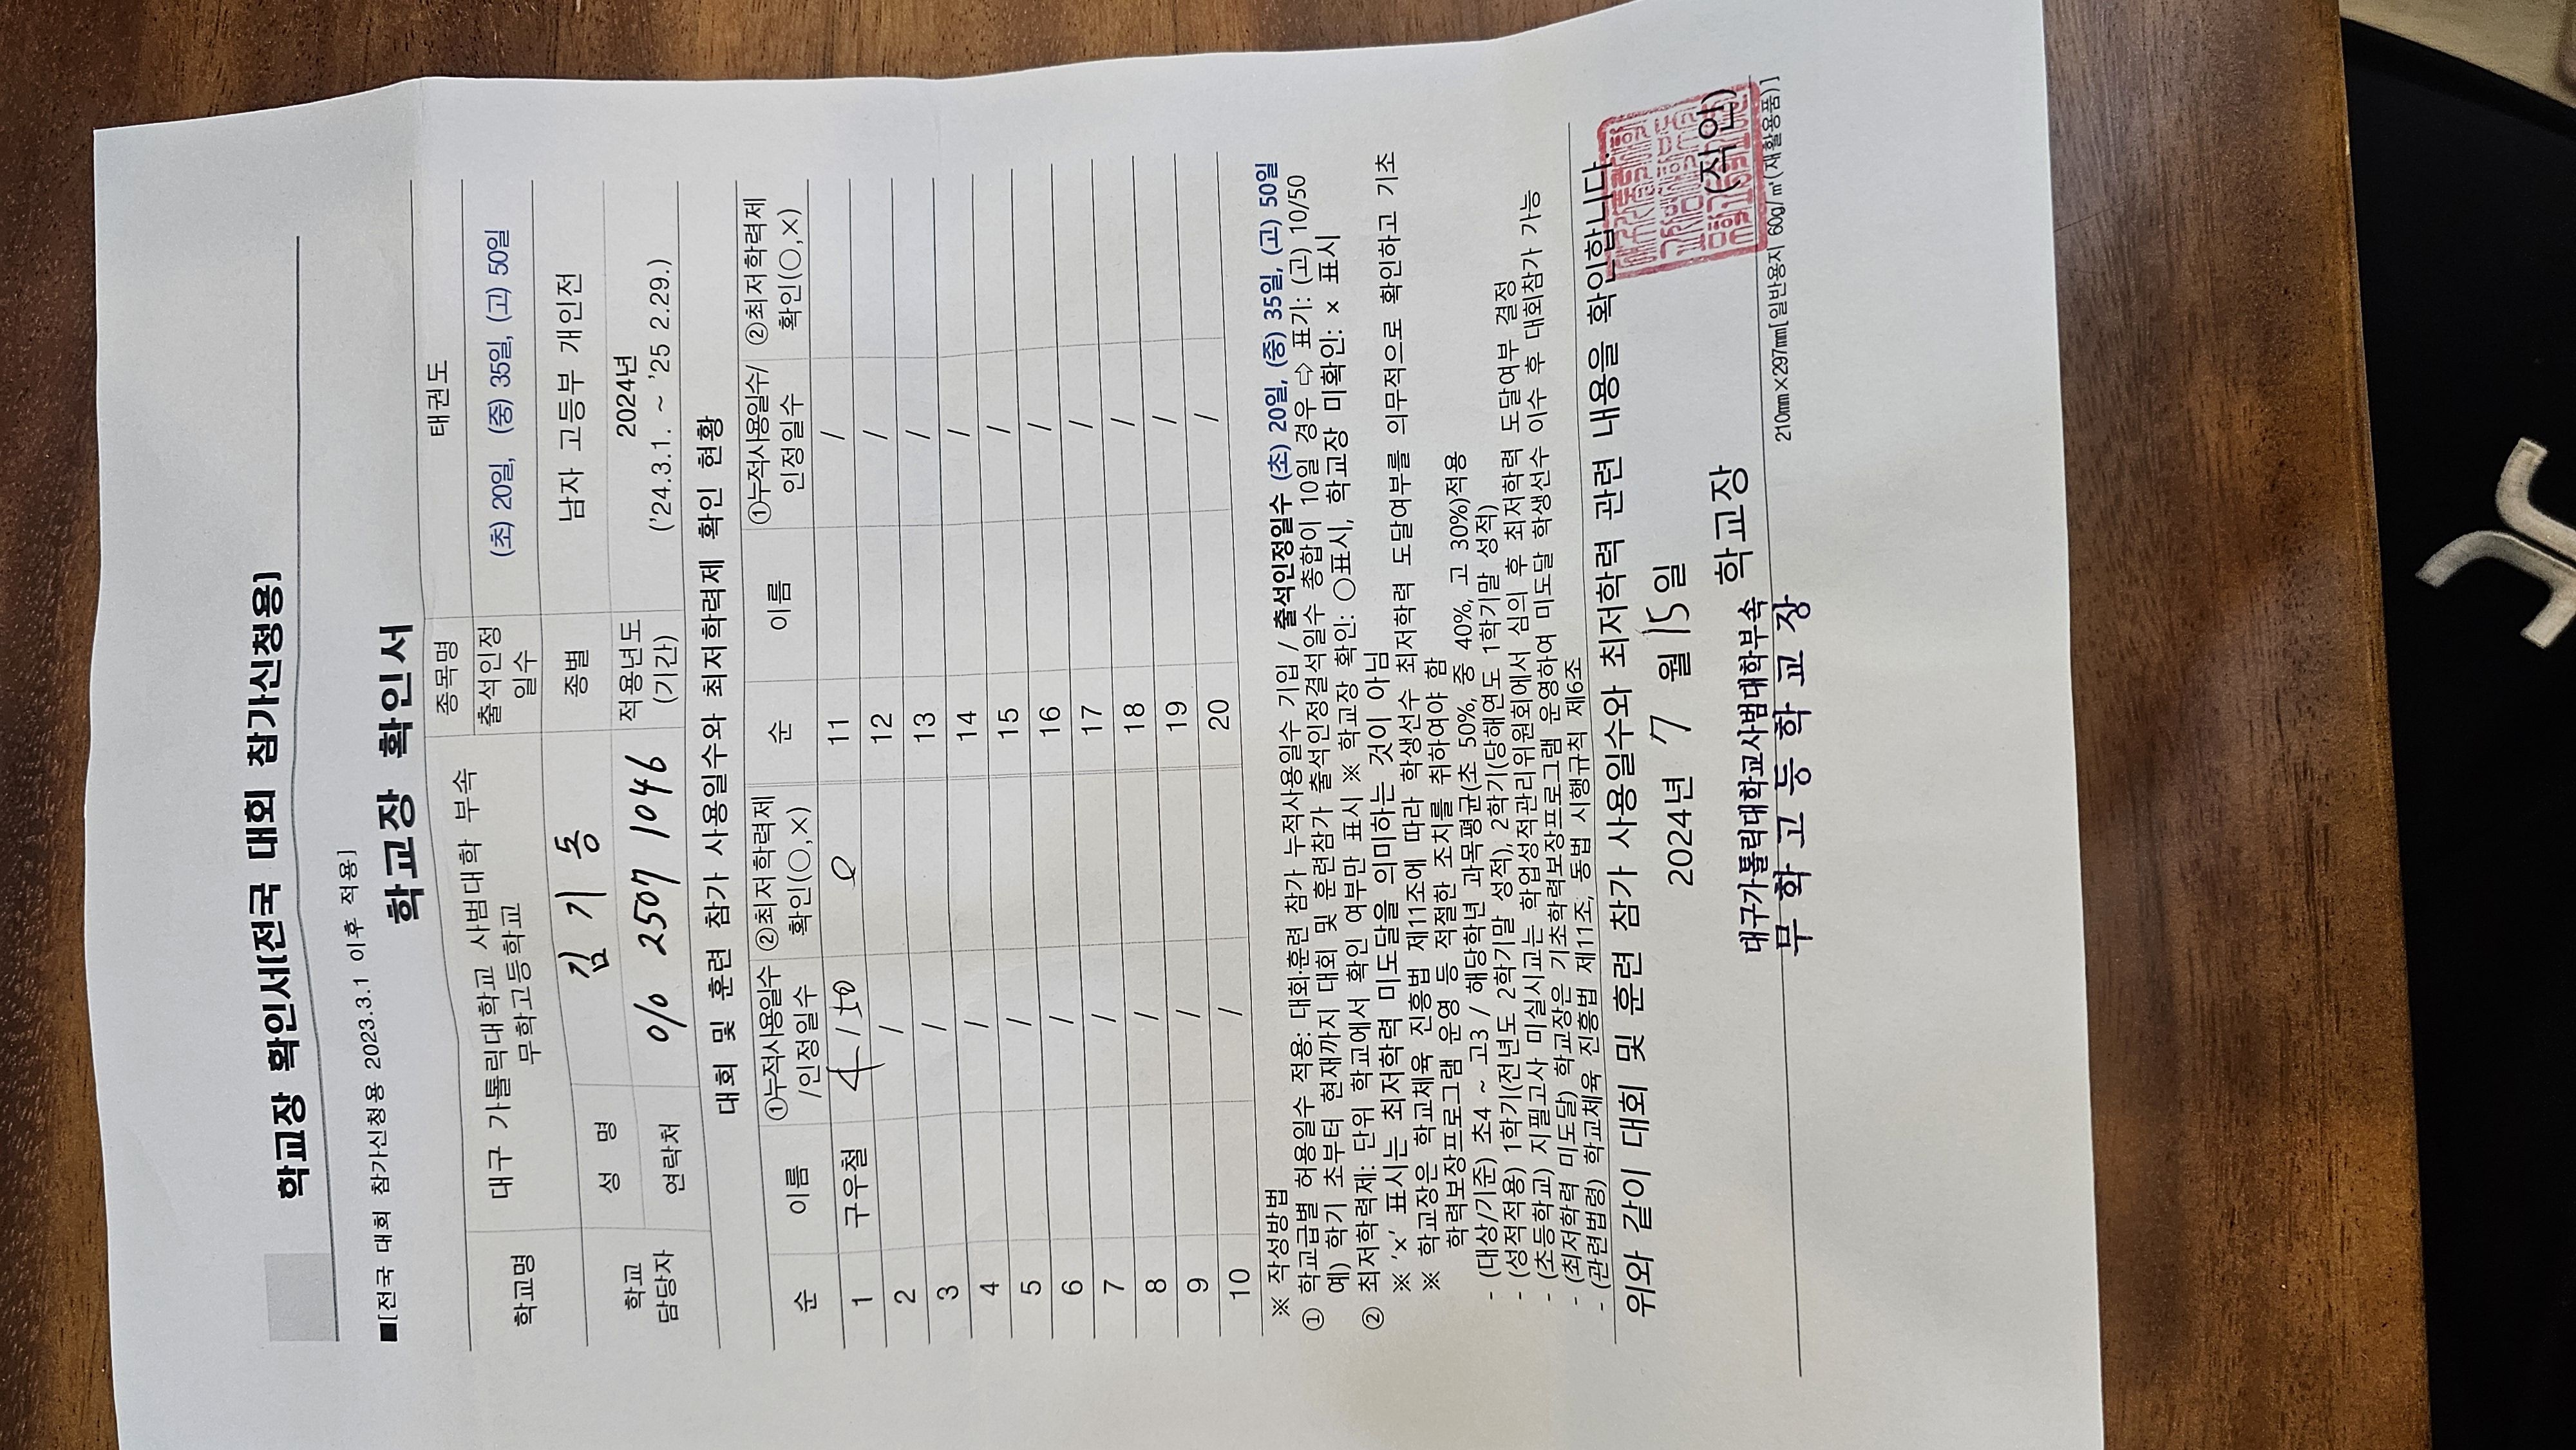 학교장 확인서[전국 대회 참가신청용]
■[전국 대회 참가신청용 2023.3.1 이후 적용]
학교장 확인서
학교명 대구 가톨릭대학교 사범대학 부속 무학고등학교 종목명 태권도
출석인정일수 (초) 20일, (중) 35일, (고) 50일
학교 담당자 성 명 김기동 종별 남자 고등부 개인전
연락처 010 2507 1046 적용년도 (기간) 2024년 ('24.3.1. ~ '25 2.29.)
대회 및 훈련 참가 사용일수와 최저학력제 확인 현황
순 이름 ①누적사용일수/인정일수 ②최저학력제 확인(○,×) 순 이름 ①누적사용일수/인정일수 ②최저학력제 확인(○,×)
1 구우철 4 / 50 ○ 11 /
2 / 12 /
3 / 13 /
4 / 14 /
5 / 15 /
6 / 16 /
7 / 17 /
8 / 18 /
9 / 19 /
10 / 20 /
※ 작성방법
① 학교급별 허용일수 적용: 대회·훈련 참가 누적사용일수 기입 / 출석인정일수 (초) 20일, (중) 35일, (고) 50일
예) 학기 초부터 현재까지 대회 및 훈련참가 출석인정결석일수 총합이 10일 경우 ⇨ 표기: (고) 10/50
② 최저학력제: 단위 학교에서 확인 여부만 표시 ※ 학교장 확인: ○표시, 학교장 미확인: × 표시
※ '×' 표시는 최저학력 미도달을 의미하는 것이 아님
※ 학교장은 학교체육 진흥법 제11조에 따라 학생선수 최저학력 도달여부를 의무적으로 확인하고 기초
학력보장프로그램 운영 등 적절한 조치를 취하여야 함
- (대상/기준) 초4 ~ 고3 / 해당학년 과목평균(초 50%, 중 40%, 고 30%)적용
- (성적적용) 1학기(전년도 2학기말 성적), 2학기(당해연도 1학기말 성적)
- (초등학교) 지필고사 미실시교는 학업성적관리위원회에서 심의 후 최저학력 도달여부 결정
- (최저학력 미도달) 학교장은 기초학력보장프로그램 운영하여 미도달 학생선수 이수 후 대회참가 가능
- (관련법령) 학교체육 진흥법 제11조, 동법 시행규칙 제6조
위와 같이 대회 및 훈련 참가 사용일수와 최저학력 관련 내용을 확인합니다.
2024년 7 월 15일
대구가톨릭대학교사범대학부속
무학고등학교장 학교장 (직인)
210㎜×297㎜[일반용지 60g/㎡(재활용품)]